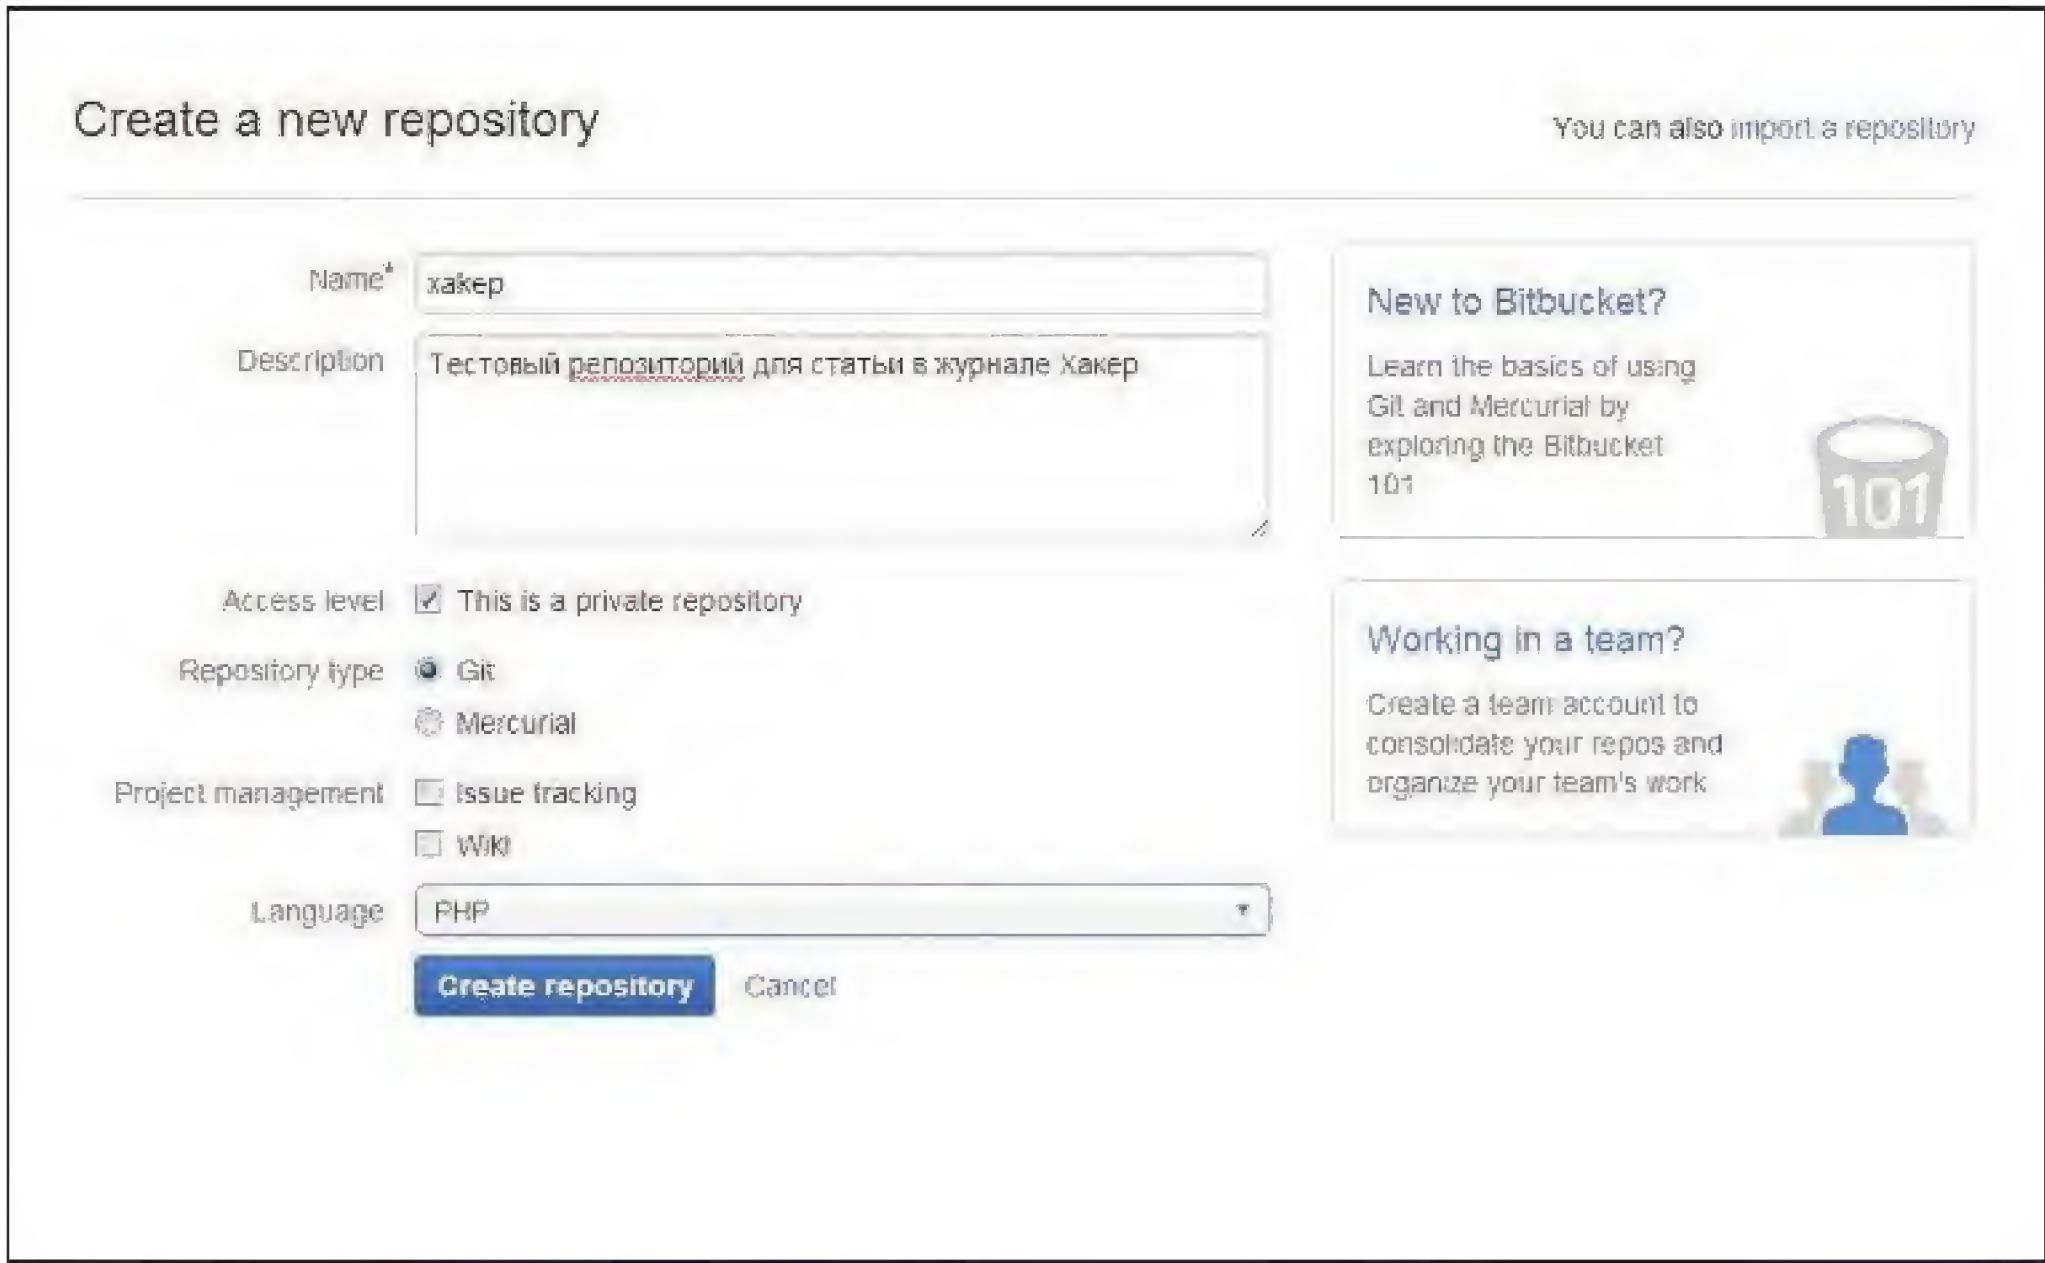 Create a new repository
You can also import a repository
Name* xakep
Description Тестовый репозиторий для статьи в журнале Хакер
Access level This is a private repository
Repository type Git
Mercurial
Project management Issue tracking
Wiki
Language PHP
Create repository Cancel
New to Bitbucket?
Learn the basics of using
Git and Mercurial by
exploring the Bitbucket
101
101
Working in a team?
Create a team account to
consolidate your repos and
organize your team's work